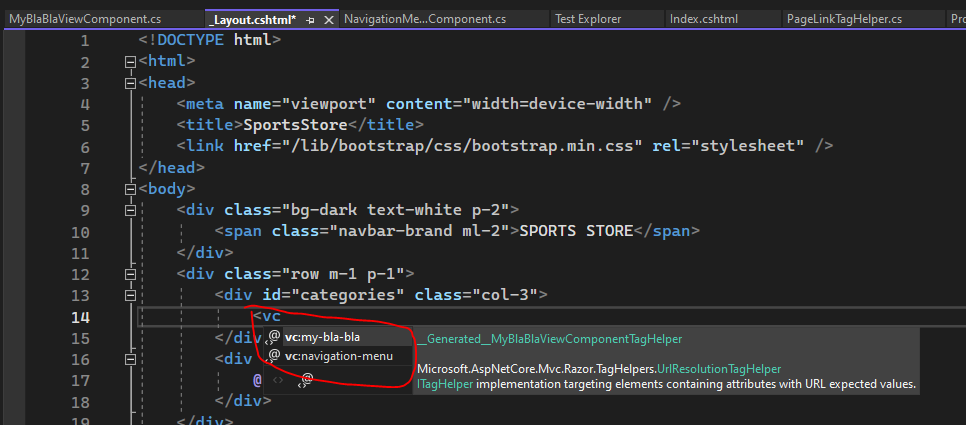 MyBlaBlaViewComponent.cs _Layout.cshtml* NavigationMe...Component.cs Test Explorer Index.cshtml PageLinkTagHelper.cs Pro
1 <!DOCTYPE html>
2 <html>
3 <head>
4 <meta name="viewport" content="width=device-width" />
5 <title>SportsStore</title>
6 <link href="/lib/bootstrap/css/bootstrap.min.css" rel="stylesheet" />
7 </head>
8 <body>
9 <div class="bg-dark text-white p-2">
10 <span class="navbar-brand ml-2">SPORTS STORE</span>
11 </div>
12 <div class="row m-1 p-1">
13 <div id="categories" class="col-3">
14 <vc
15 </div vc:my-bla-bla __Generated__MyBlaBlaViewComponentTagHelper
16 <div vc:navigation-menu
17 @ <> @ Microsoft.AspNetCore.Mvc.Razor.TagHelpers.UrlResolutionTagHelper
ITagHelper implementation targeting elements containing attributes with URL expected values.
18 </div>
19 </div>